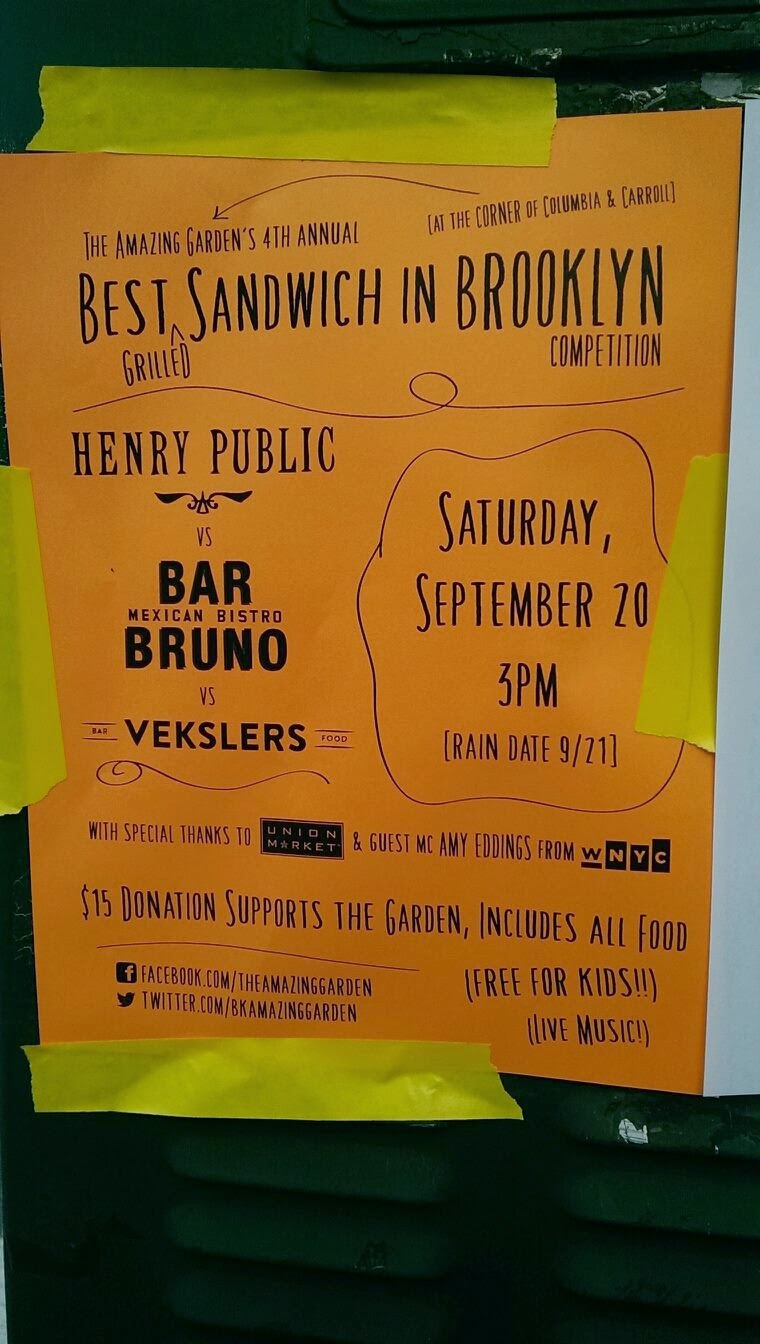 The Amazing Garden's 4th Annual
[At the corner of Columbia & Carroll]
Best Sandwich in Brooklyn
Grilled
Competition
HENRY PUBLIC
VS
BAR
MEXICAN BISTRO
BRUNO
VS
BAR VEKSLERS FOOD
Saturday,
September 20
3PM
[Rain date 9/21]
with special thanks to UNION MARKET & guest MC Amy Eddings from WNYC
$15 Donation Supports the Garden, Includes all Food
(Free for kids!!)
(Live Music!)
f facebook.com/theamazinggarden
twitter.com/bkamazinggarden